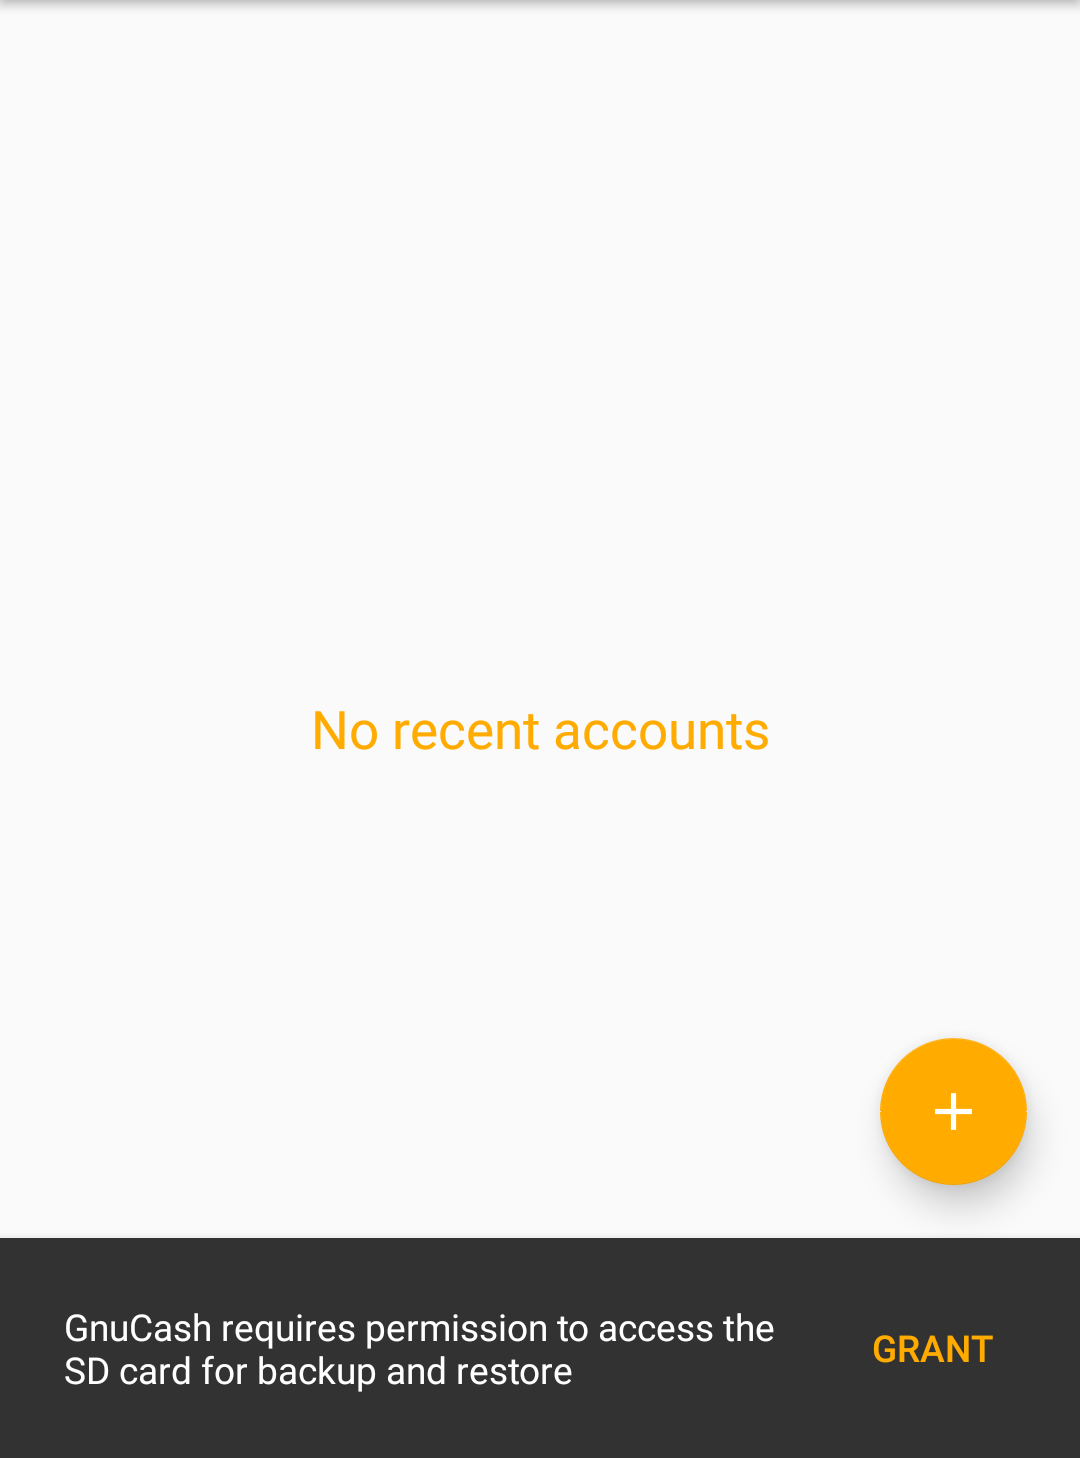 No recent accounts
GnuCash requires permission to access the
SD card for backup and restore
GRANT